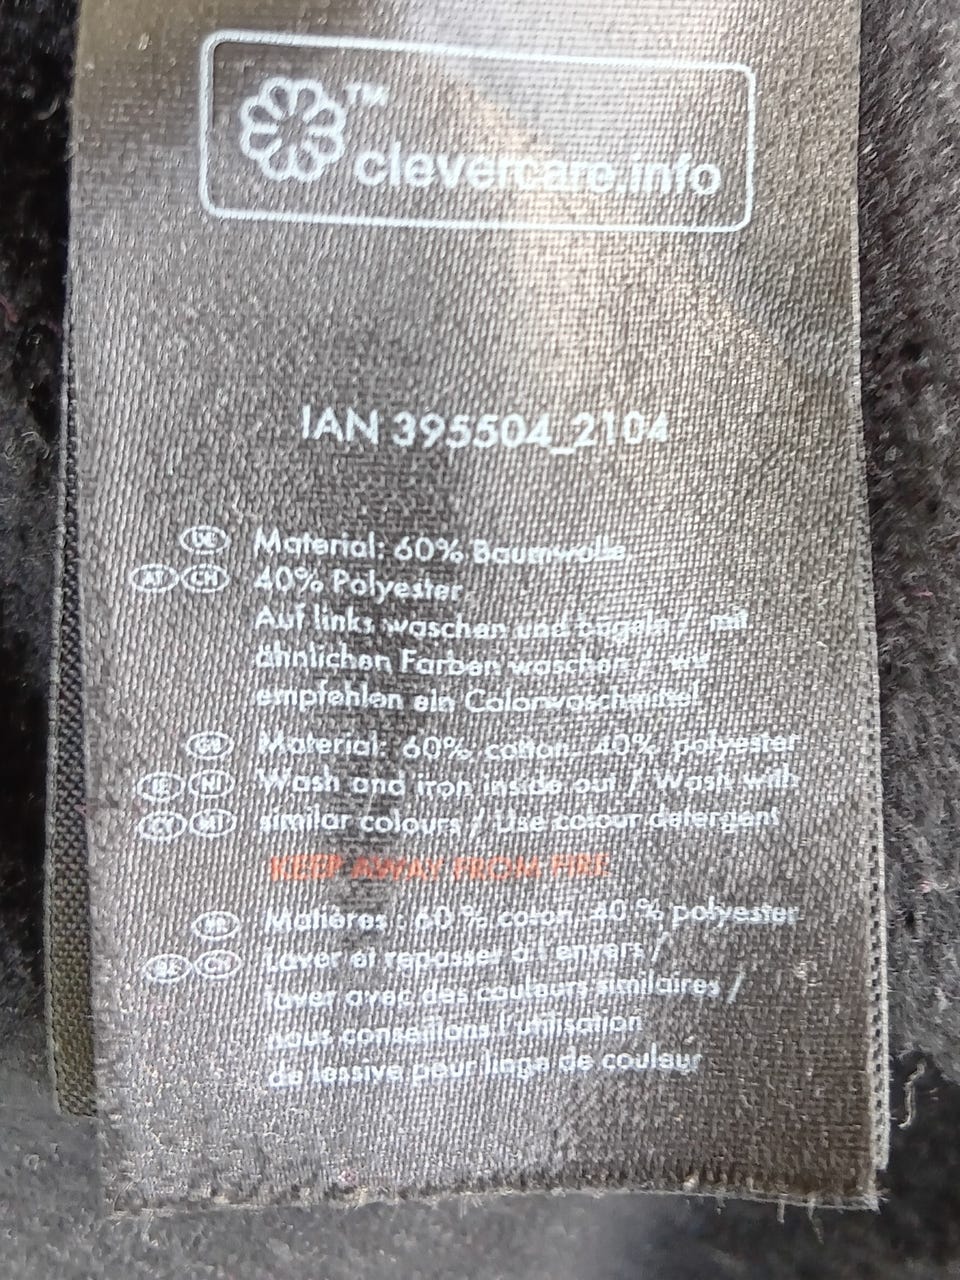 TM
clevercare.info
IAN 395504_2104
DE Material: 60% Baumwolle
AT CH 40% Polyester
Auf links waschen und bügeln / mit
ähnlichen Farben waschen / wir
empfehlen ein Colorwaschmittel
GB Material: 60% cotton, 40% polyester
IE NI Wash and iron inside out / Wash with
CY MT similar colours / Use colour detergent
KEEP AWAY FROM FIRE
FR Matières : 60 % coton, 40 % polyester
BE CH Laver et repasser à l'envers /
laver avec des couleurs similaires /
nous conseillons l'utilisation
de lessive pour linge de couleur